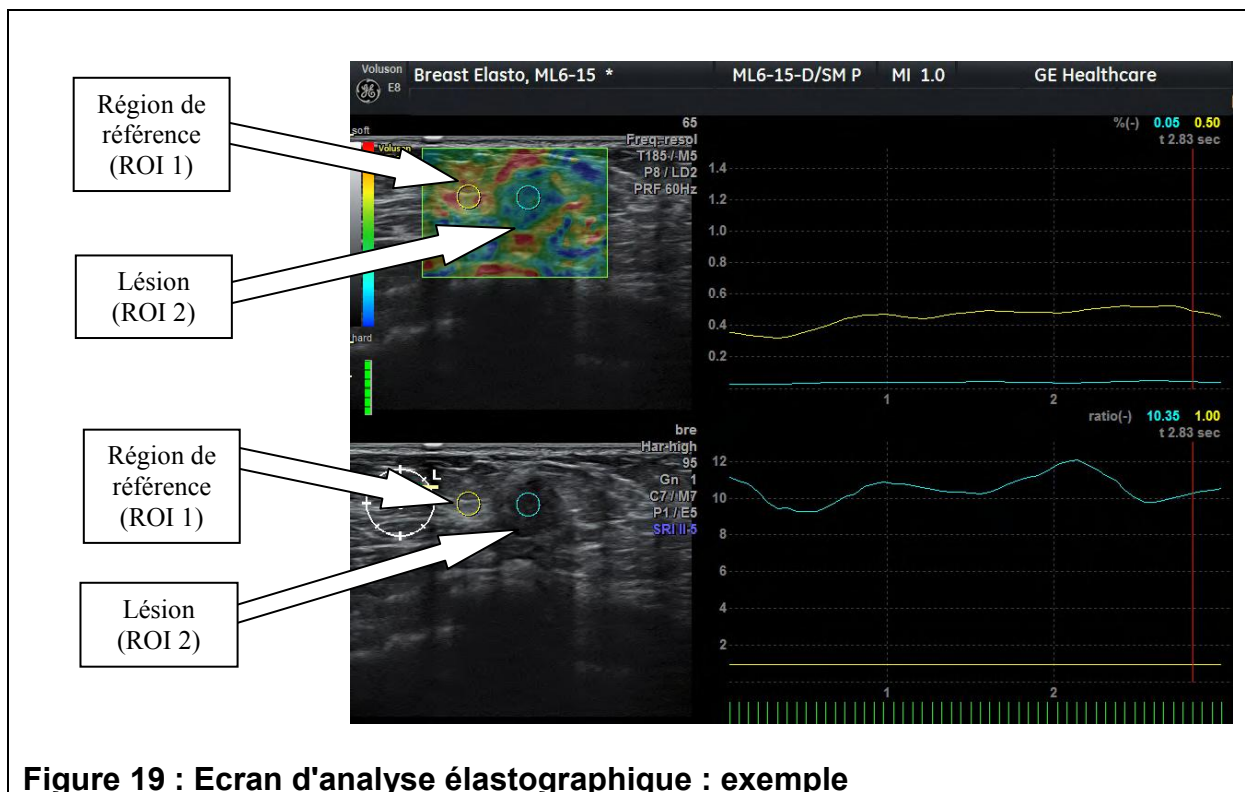 Région de
référence
(ROI 1)
Lésion
(ROI 2)
Région de
référence
(ROI 1)
Lésion
(ROI 2)
Voluson
E8
Breast Elasto, ML6-15 *
ML6-15-D/SM P
MI 1.0
GE Healthcare
soft
Voluson
hard
65
Freq.-resol
T185 / M5
P8 / LD2
PRF 60Hz
%(-) 0.05 0.50
t 2.83 sec
1.4
1.2
1.0
0.8
0.6
0.4
0.2
1 2
L
bre
Har-high
95
Gn 1
C7 / M7
P1 / E5
SRI II 5
ratio(-) 10.35 1.00
t 2.83 sec
12
10
8
6
4
2
1 2
Figure 19 : Ecran d'analyse élastographique : exemple